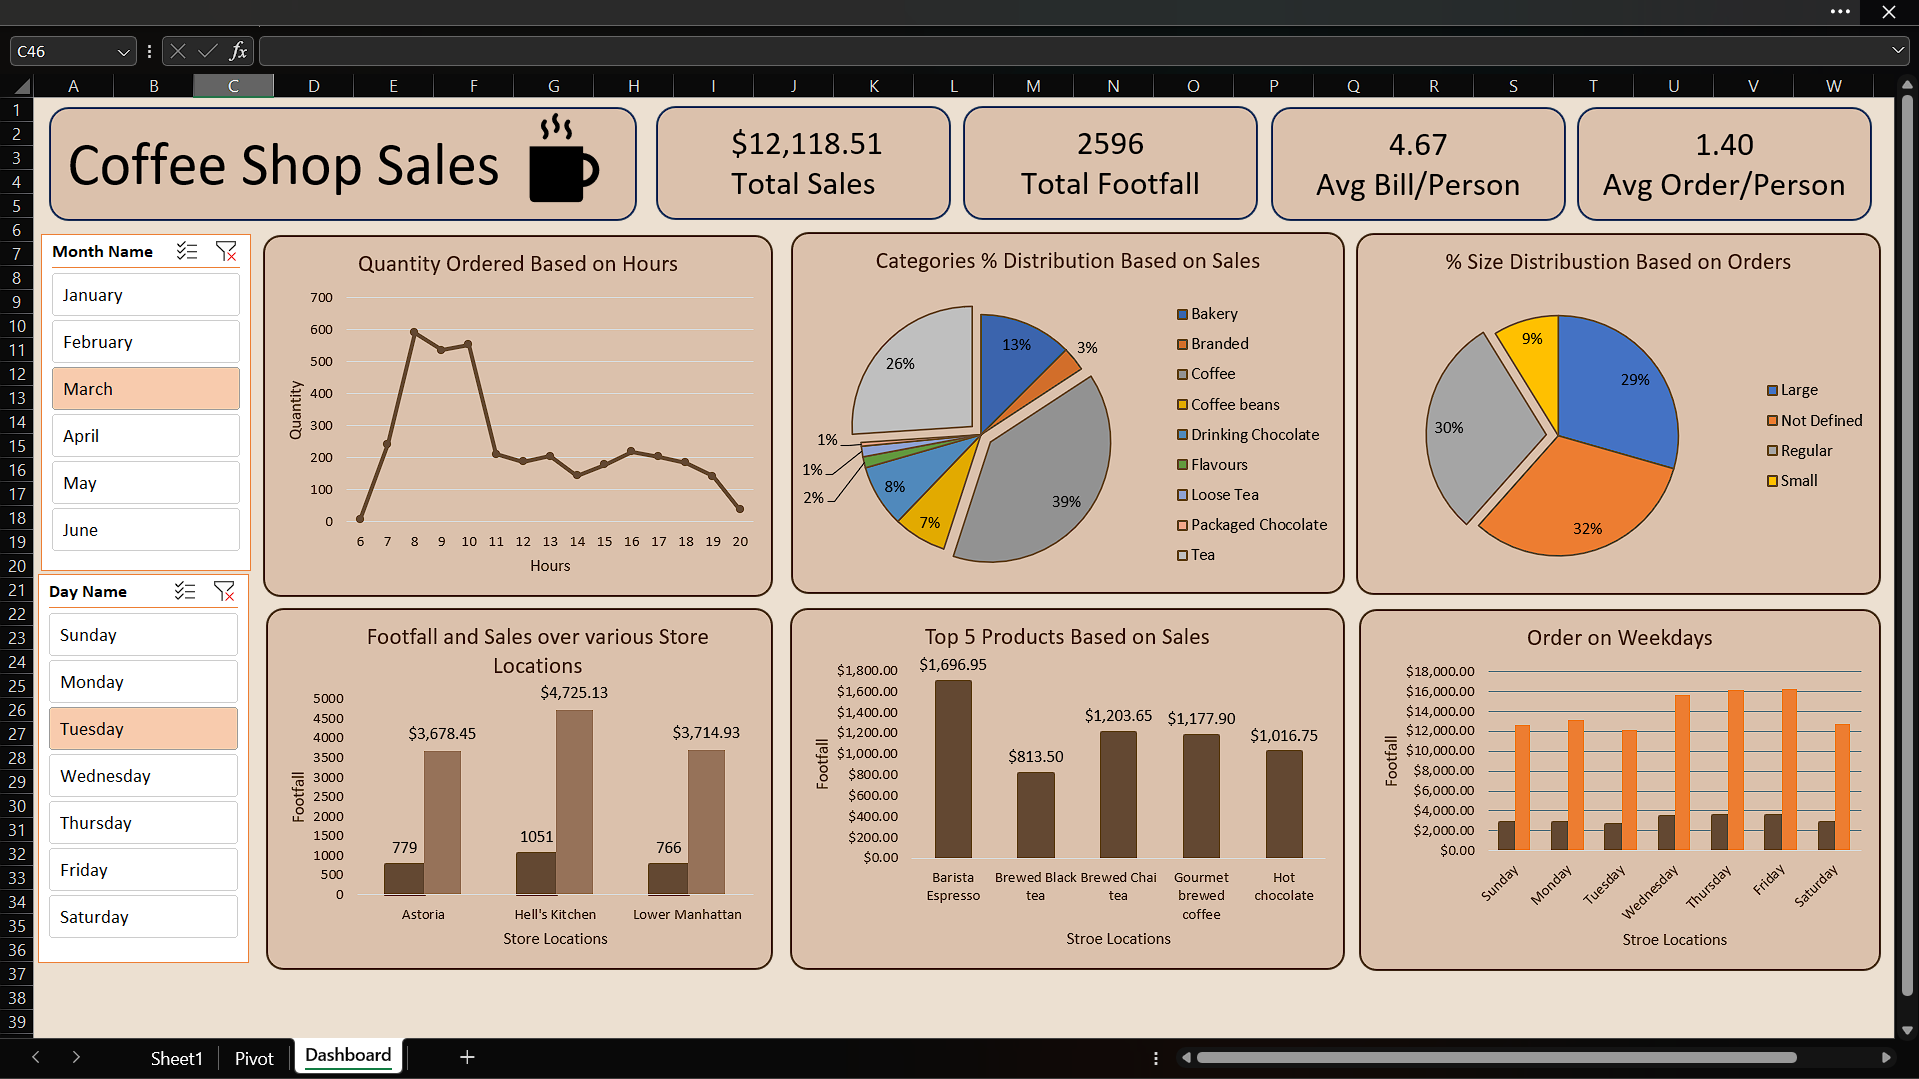 C46
fx
A B C D E F G H I J K L M N O P Q R S T U V W
1
2
3
4
5
6
7
8
9
10
11
12
13
14
15
16
17
18
19
20
21
22
23
24
25
26
27
28
29
30
31
32
33
34
35
36
37
38
39
Coffee Shop Sales
$12,118.51
Total Sales
2596
Total Footfall
4.67
Avg Bill/Person
1.40
Avg Order/Person
Month Name
January
February
March
April
May
June
Day Name
Sunday
Monday
Tuesday
Wednesday
Thursday
Friday
Saturday
Quantity Ordered Based on Hours
Quantity
700
600
500
400
300
200
100
0
6 7 8 9 10 11 12 13 14 15 16 17 18 19 20
Hours
Categories % Distribution Based on Sales
13%
3%
39%
7%
8%
2%
1%
1%
26%
Bakery
Branded
Coffee
Coffee beans
Drinking Chocolate
Flavours
Loose Tea
Packaged Chocolate
Tea
% Size Distribustion Based on Orders
29%
32%
30%
9%
Large
Not Defined
Regular
Small
Footfall and Sales over various Store
Locations
Footfall
5000
4500
4000
3500
3000
2500
2000
1500
1000
500
0
779
$3,678.45
1051
$4,725.13
766
$3,714.93
Astoria Hell's Kitchen Lower Manhattan
Store Locations
Top 5 Products Based on Sales
Footfall
$1,800.00
$1,600.00
$1,400.00
$1,200.00
$1,000.00
$800.00
$600.00
$400.00
$200.00
$0.00
$1,696.95
$813.50
$1,203.65
$1,177.90
$1,016.75
Barista
Espresso
Brewed Black
tea
Brewed Chai
tea
Gourmet
brewed
coffee
Hot
chocolate
Stroe Locations
Order on Weekdays
Footfall
$18,000.00
$16,000.00
$14,000.00
$12,000.00
$10,000.00
$8,000.00
$6,000.00
$4,000.00
$2,000.00
$0.00
Sunday
Monday
Tuesday
Wednesday
Thursday
Friday
Saturday
Stroe Locations
Sheet1 Pivot Dashboard